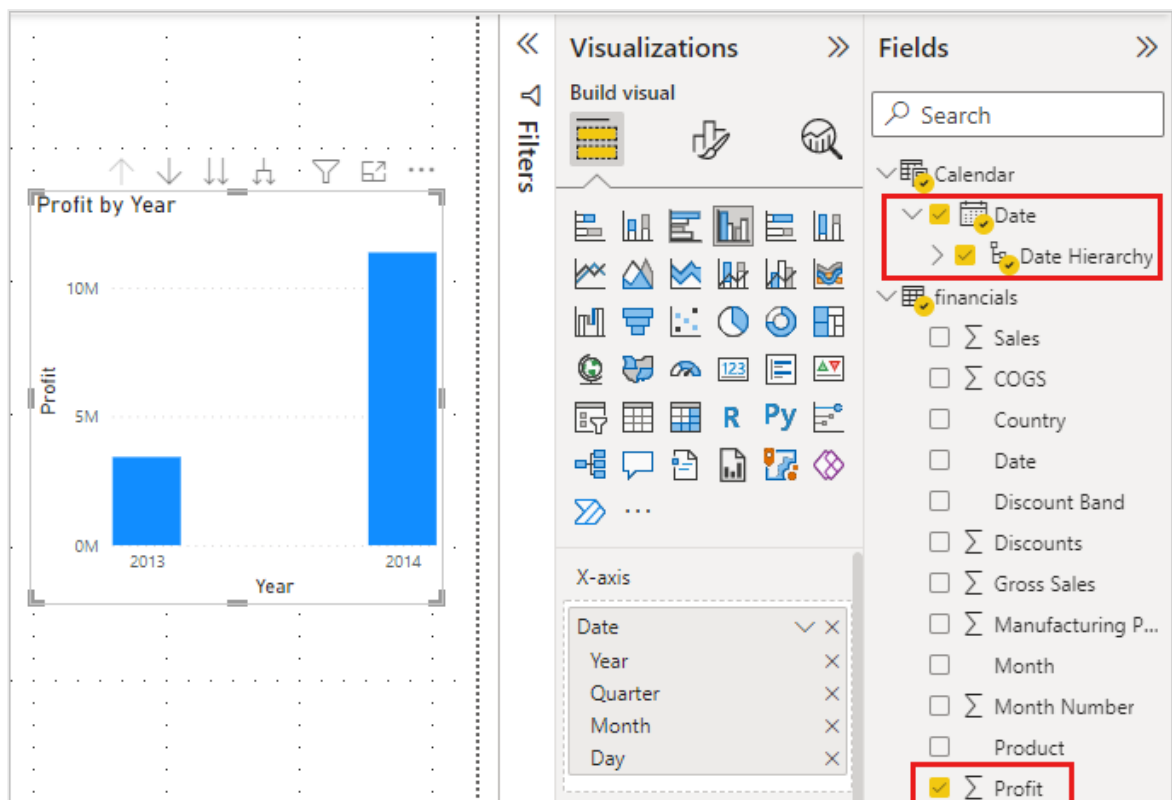 Profit by Year
10M
5M
0M
Profit
2013
2014
Year
Filters
Visualizations
Build visual
123
R
Py
X-axis
Date
Year
Quarter
Month
Day
Fields
Search
Calendar
Date
Date Hierarchy
financials
Sales
COGS
Country
Date
Discount Band
Discounts
Gross Sales
Manufacturing P...
Month
Month Number
Product
Profit